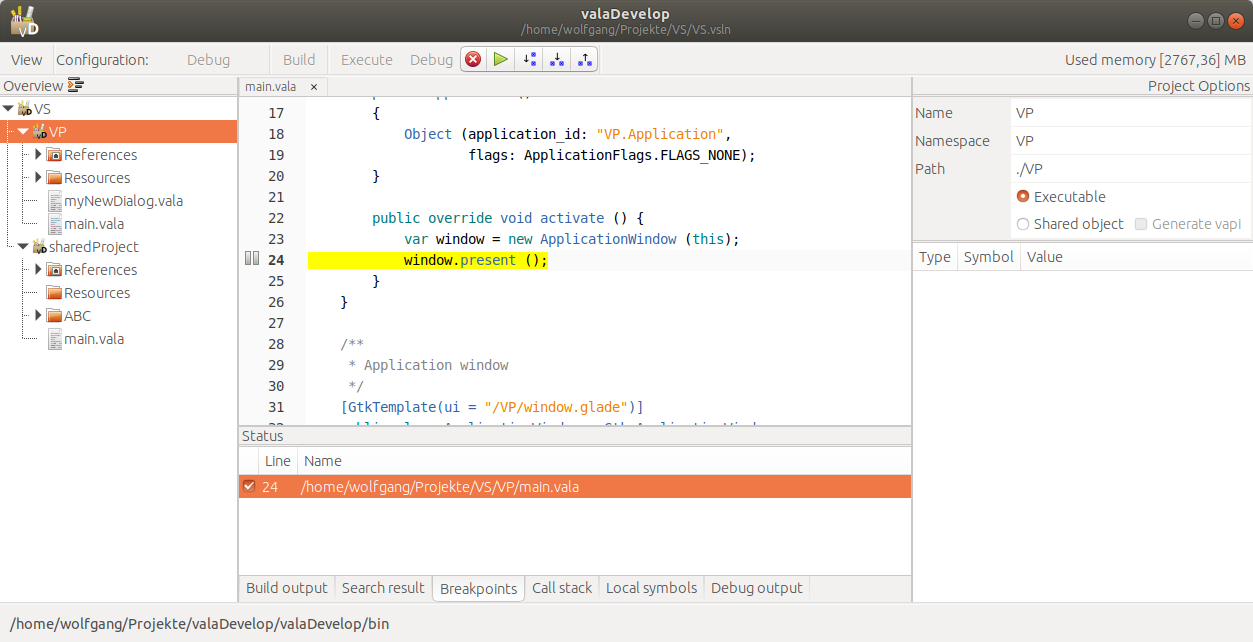 valaDevelop
/home/wolfgang/Projekte/VS/VS.vsln
View Configuration: Debug Build Execute Debug Used memory [2767,36] MB
Overview
VS
VP
References
Resources
myNewDialog.vala
main.vala
sharedProject
References
Resources
ABC
main.vala
main.vala ×
17 {
18 Object (application_id: "VP.Application",
19 flags: ApplicationFlags.FLAGS_NONE);
20 }
21
22 public override void activate () {
23 var window = new ApplicationWindow (this);
24 window.present ();
25 }
26 }
27
28 /**
29 * Application window
30 */
31 [GtkTemplate(ui = "/VP/window.glade")]
Status
Line Name
24 /home/wolfgang/Projekte/VS/VP/main.vala
Build output Search result Breakpoints Call stack Local symbols Debug output
Project Options
Name VP
Namespace VP
Path ./VP
Executable
Shared object Generate vapi
Type Symbol Value
/home/wolfgang/Projekte/valaDevelop/valaDevelop/bin